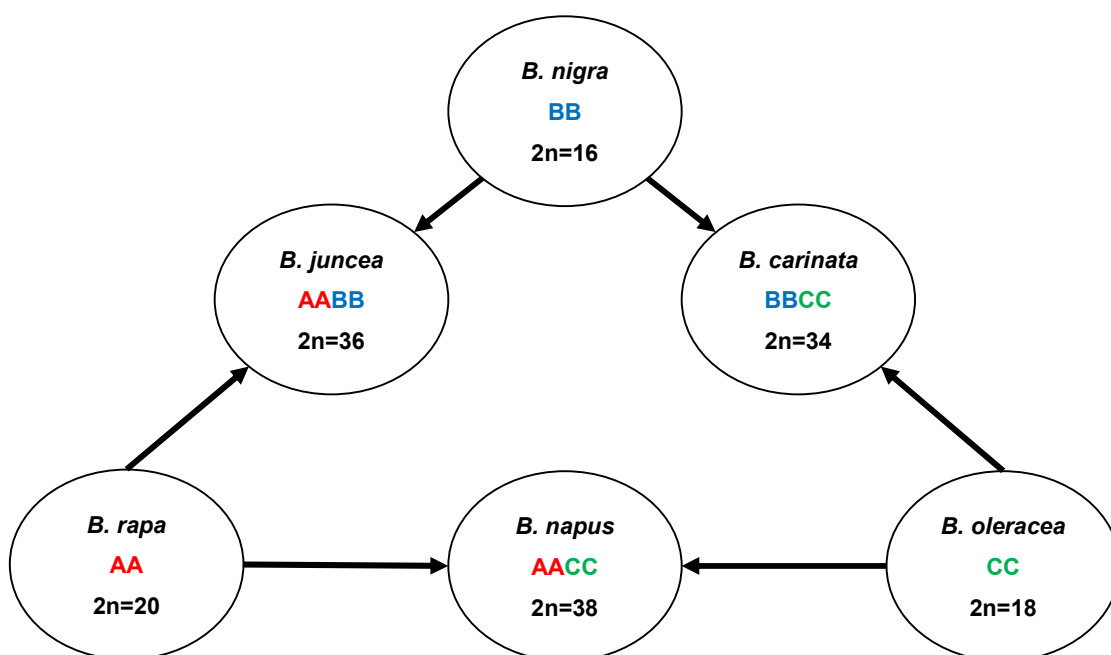 B. nigra
BB
2n=16
B. juncea
AABB
2n=36
B. carinata
BBCC
2n=34
B. rapa
AA
2n=20
B. napus
AACC
2n=38
B. oleracea
CC
2n=18